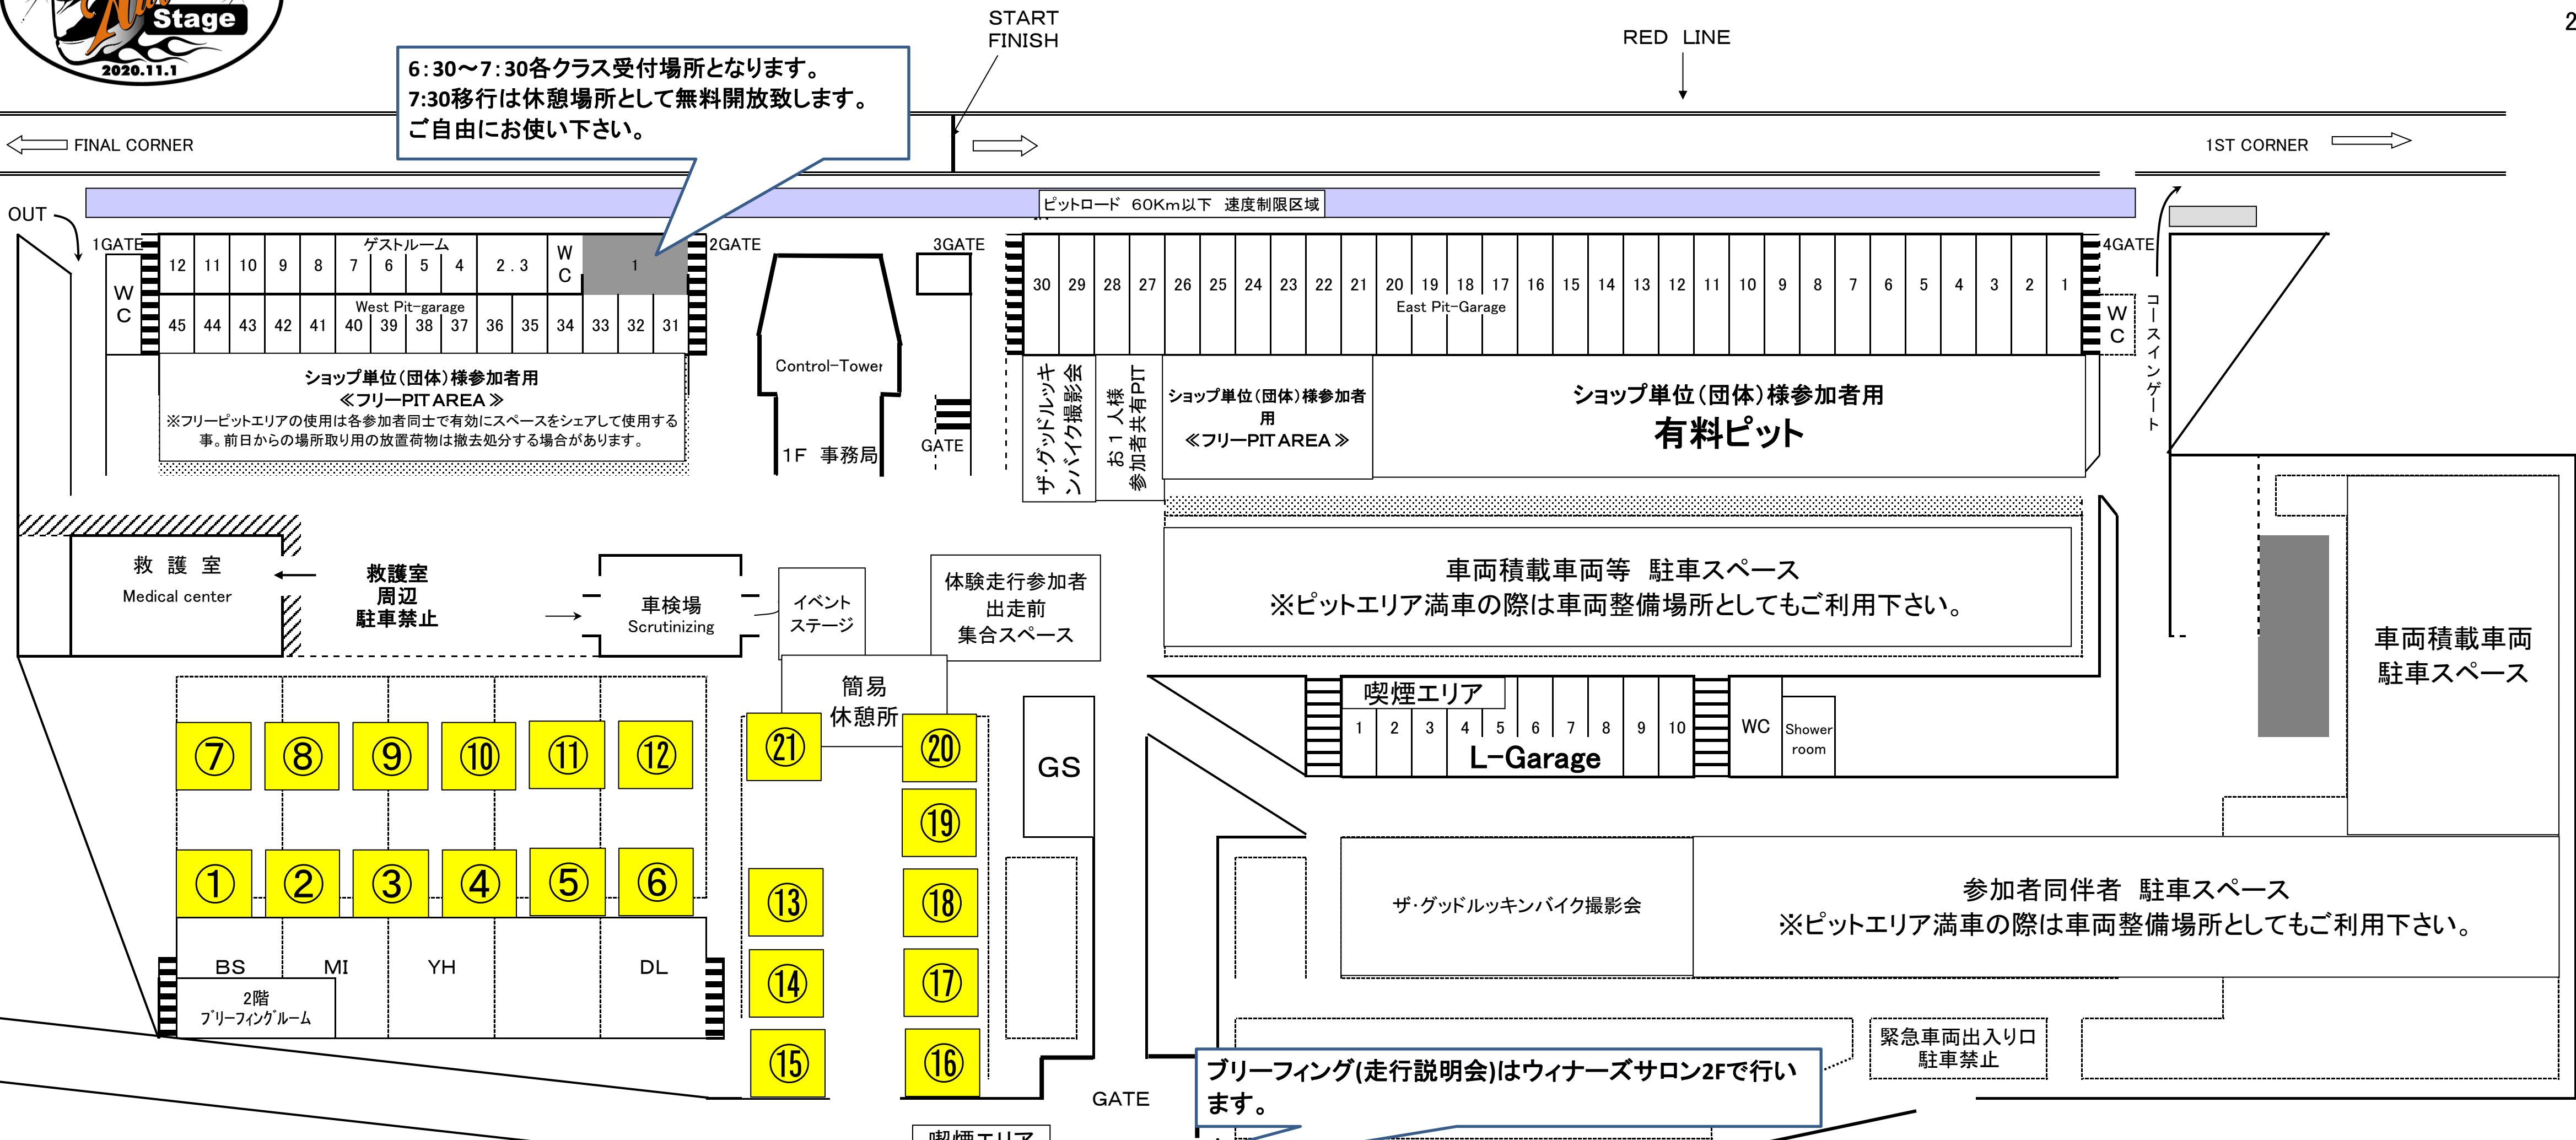 Stage
2020.11.1
START
FINISH
RED LINE
2
6:30～7:30各クラス受付場所となります。
7:30移行は休憩場所として無料開放致します。
ご自由にお使い下さい。
FINAL CORNER
1ST CORNER
ピットロード 60Km以下 速度制限区域
OUT
1GATE
2GATE
3GATE
4GATE
WC
12 11 10 9 8 7 6 5 4 2.3 WC 1
ゲストルーム
West Pit-garage
45 44 43 42 41 40 39 38 37 36 35 34 33 32 31
30 29 28 27 26 25 24 23 22 21 20 19 18 17 16 15 14 13 12 11 10 9 8 7 6 5 4 3 2 1
East Pit-Garage
WC
コースインゲート
ショップ単位(団体)様参加者用
≪フリーPIT AREA≫
※フリーピットエリアの使用は各参加者同士で有効にスペースをシェアして使用する
事。前日からの場所取り用の放置荷物は撤去処分する場合があります。
Control-Tower
1F 事務局
GATE
ザ・グッドルッキ
ンバイク撮影会
お1人様
参加者共有PIT
ショップ単位(団体)様参加者
用
≪フリーPIT AREA≫
ショップ単位(団体)様参加者用
有料ピット
救護室
Medical center
救護室
周辺
駐車禁止
車検場
Scrutinizing
イベント
ステージ
体験走行参加者
出走前
集合スペース
車両積載車両等 駐車スペース
※ピットエリア満車の際は車両整備場所としてもご利用下さい。
車両積載車両
駐車スペース
簡易
休憩所
喫煙エリア
1 2 3 4 5 6 7 8 9 10
L-Garage
WC
Shower
room
GS
⑦ ⑧ ⑨ ⑩ ⑪ ⑫
㉑ ⑳
⑲
① ② ③ ④ ⑤ ⑥
⑬ ⑱
⑭ ⑰
⑮ ⑯
BS MI YH DL
2階
ブリーフィングルーム
ザ・グッドルッキンバイク撮影会
参加者同伴者 駐車スペース
※ピットエリア満車の際は車両整備場所としてもご利用下さい。
緊急車両出入り口
駐車禁止
ブリーフィング(走行説明会)はウィナーズサロン2Fで行い
ます。
GATE
喫煙エリア